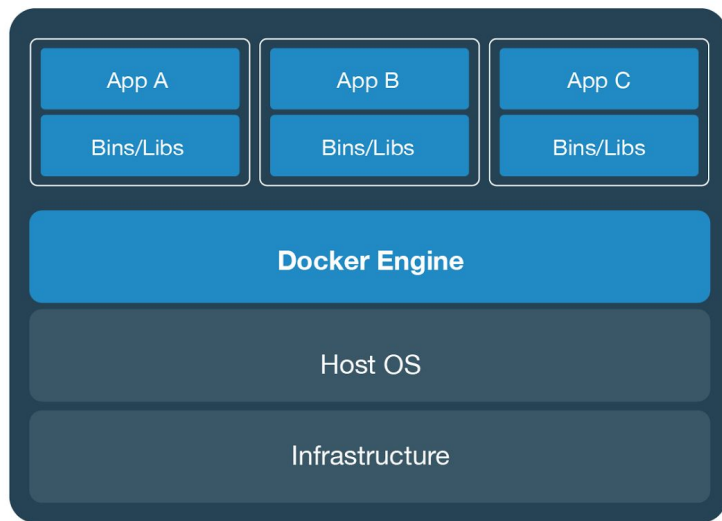 App A
App B
App C
Bins/Libs
Bins/Libs
Bins/Libs
Docker Engine
Host OS
Infrastructure